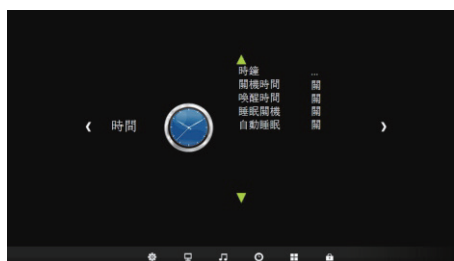 時間
時鐘 ...
關機時間 關
喚醒時間 關
睡眠關機 關
自動睡眠 關